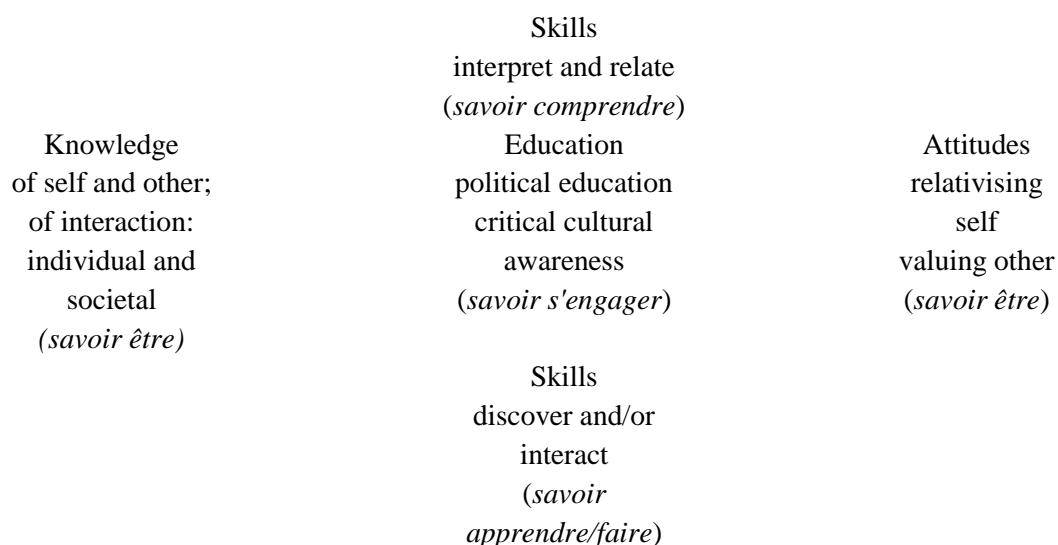 Skills
interpret and relate
(savoir comprendre)
Knowledge
of self and other;
of interaction:
individual and
societal
(savoir être)
Education
political education
critical cultural
awareness
(savoir s'engager)
Attitudes
relativising
self
valuing other
(savoir être)
Skills
discover and/or
interact
(savoir
apprendre/faire)